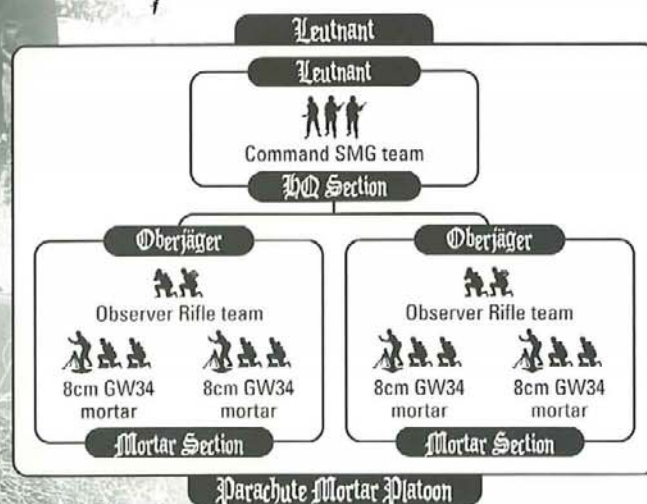 Leutnant
Leutnant
Command SMG team
HQ Section
Oberjäger
Observer Rifle team
8cm GW34 8cm GW34
mortar mortar
Mortar Section
Oberjäger
Observer Rifle team
8cm GW34 8cm GW34
mortar mortar
Mortar Section
Parachute Mortar Platoon